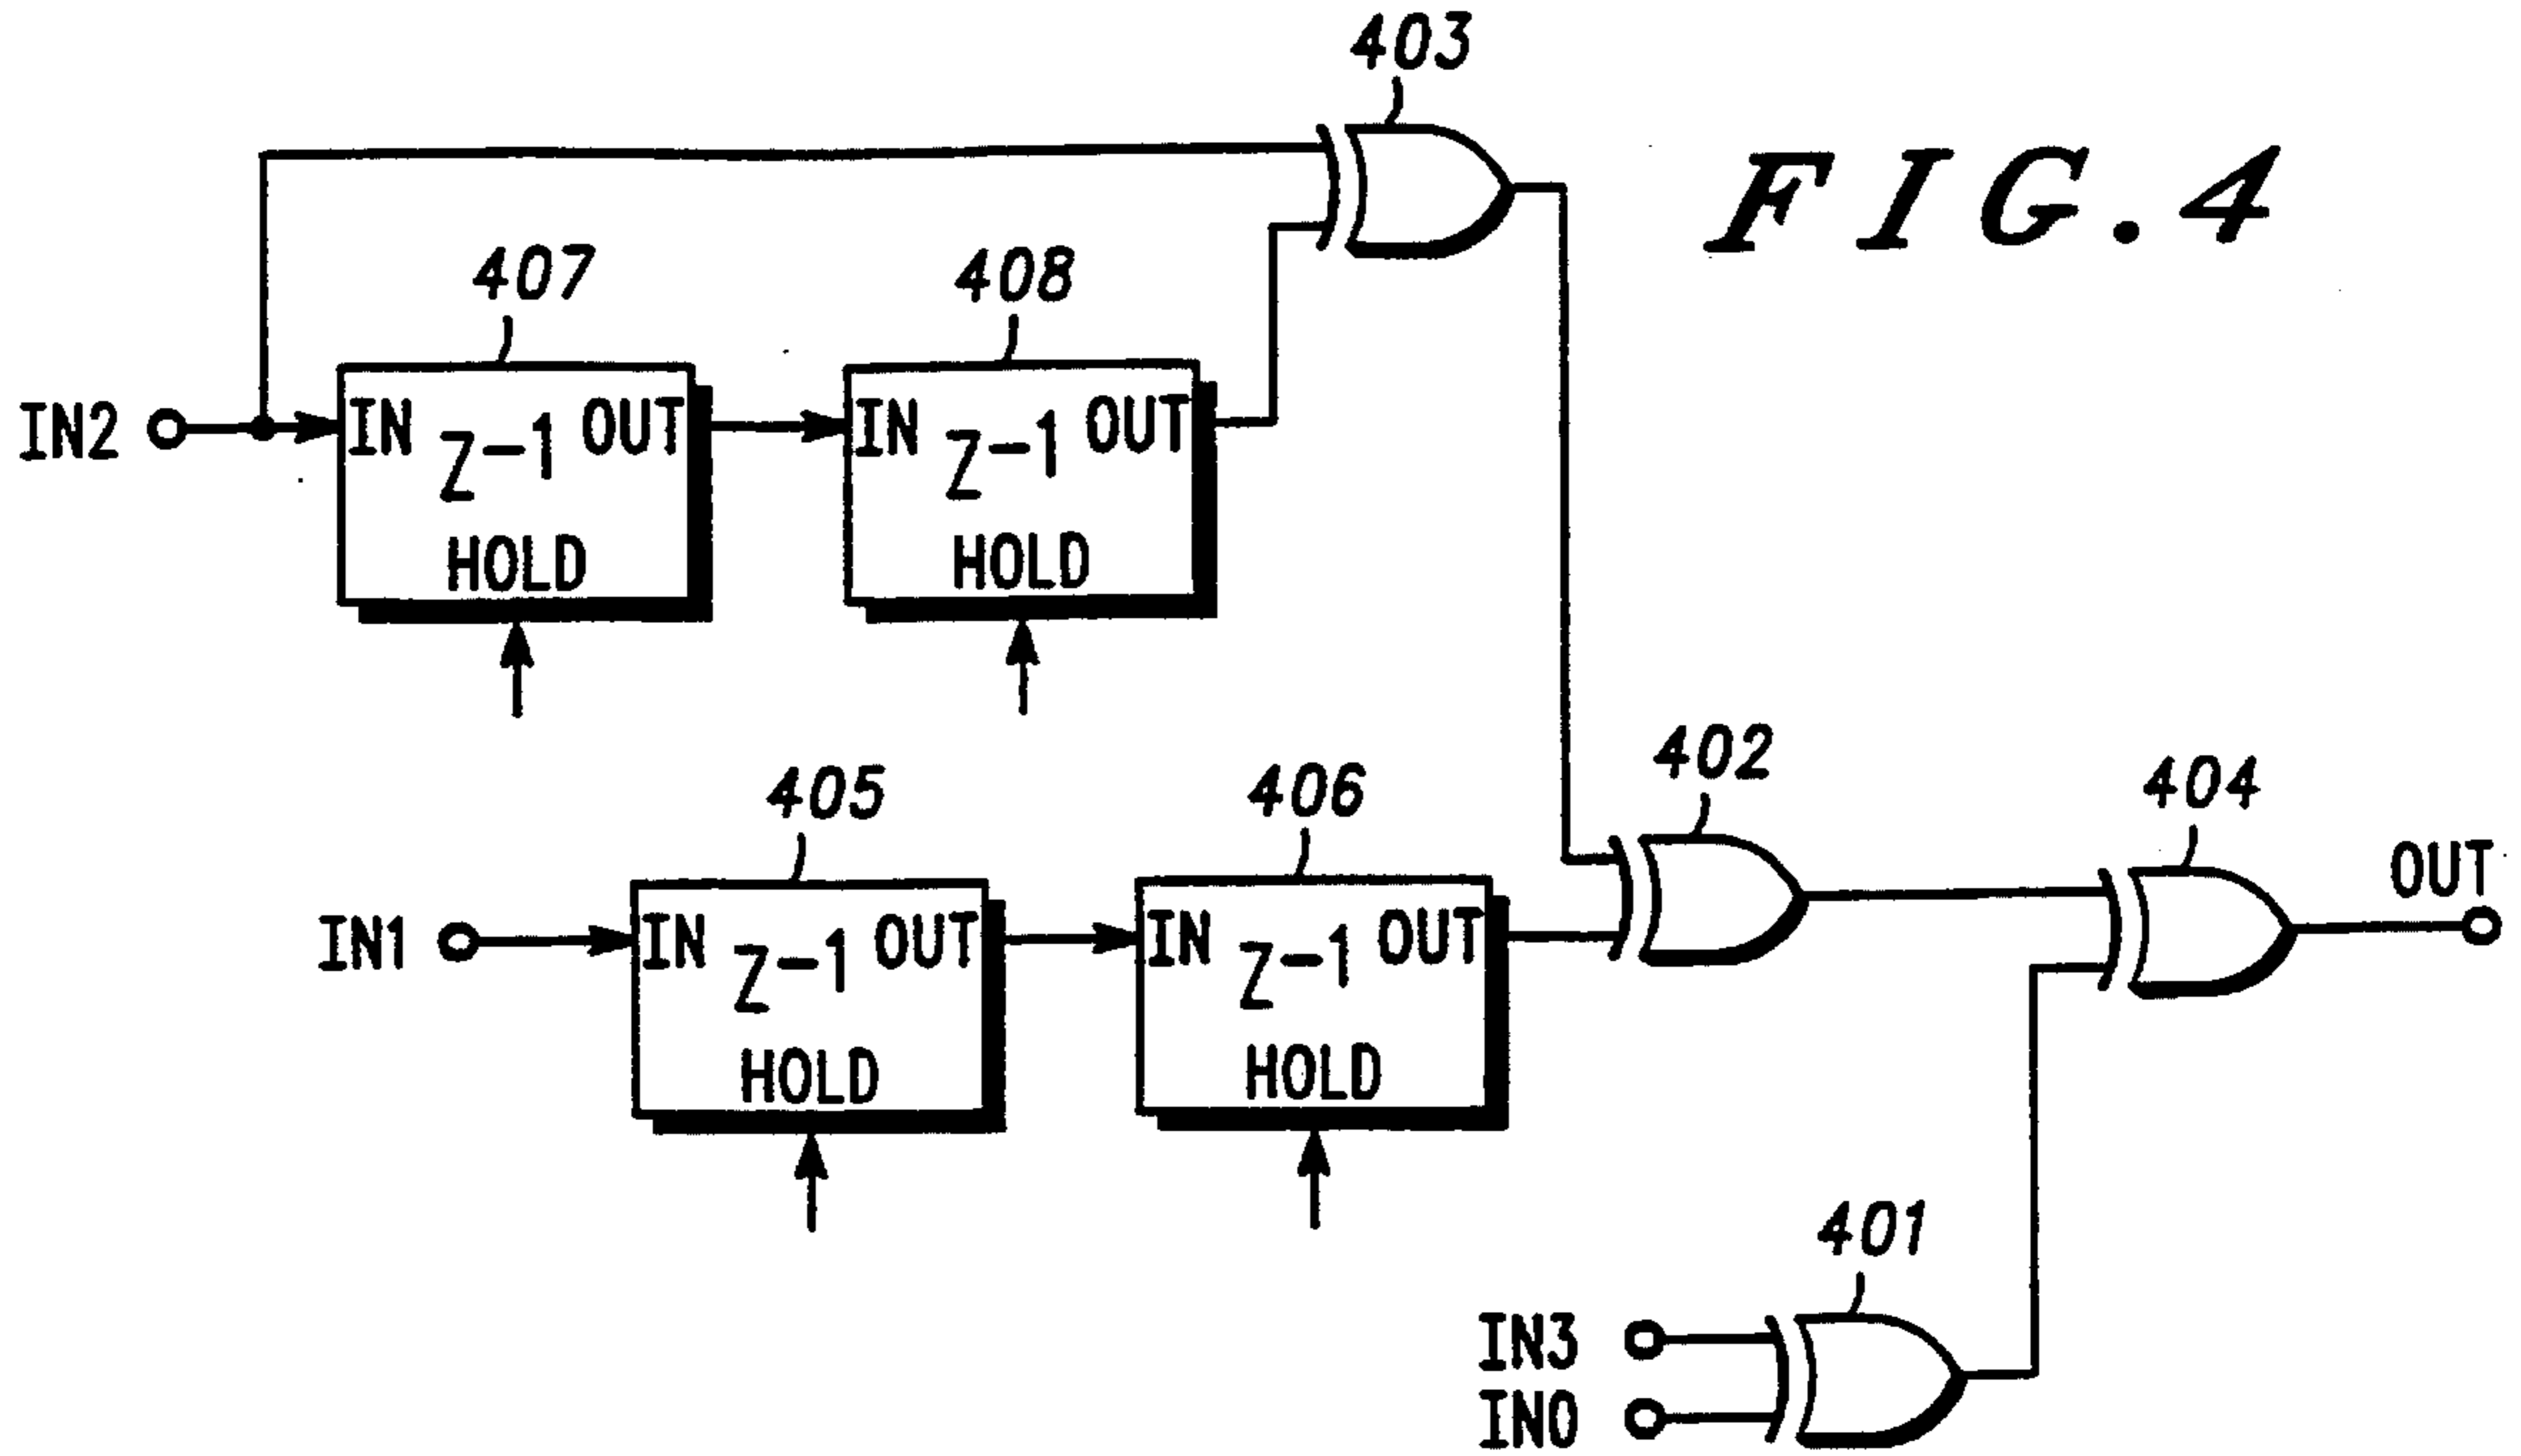 403
FIG.4
407
408
IN2
IN Z-1 OUT
HOLD
IN Z-1 OUT
HOLD
402
404
405
406
OUT
IN1
IN Z-1 OUT
HOLD
IN Z-1 OUT
HOLD
401
IN3
IN0